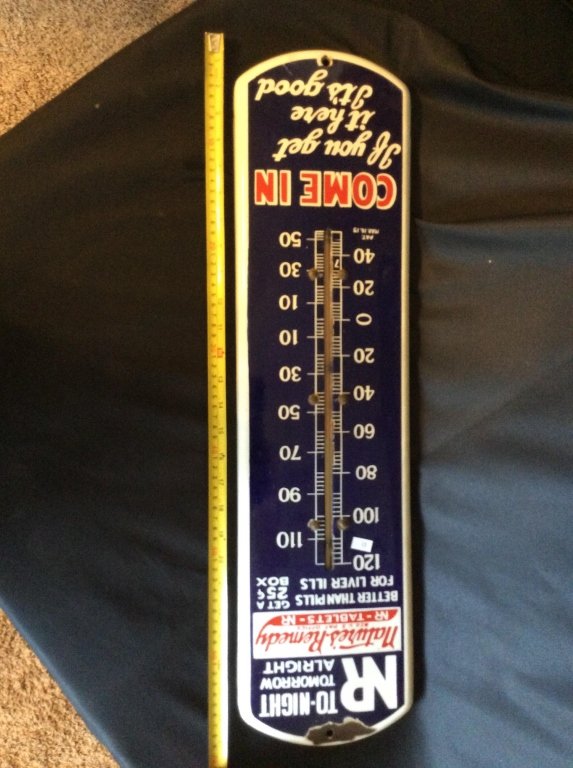 NR TO-NIGHT
TOMORROW
ALRIGHT
Nature's Remedy
NR-TABLETS-NR
BETTER THAN PILLS
FOR LIVER ILLS
GET A
25¢
BOX
120
110
100
90
80
70
60
50
40
30
20
10
0
10
20
30
40
50
PAT.
MAR. 16, 15
COME IN
If you get
it here
It's good